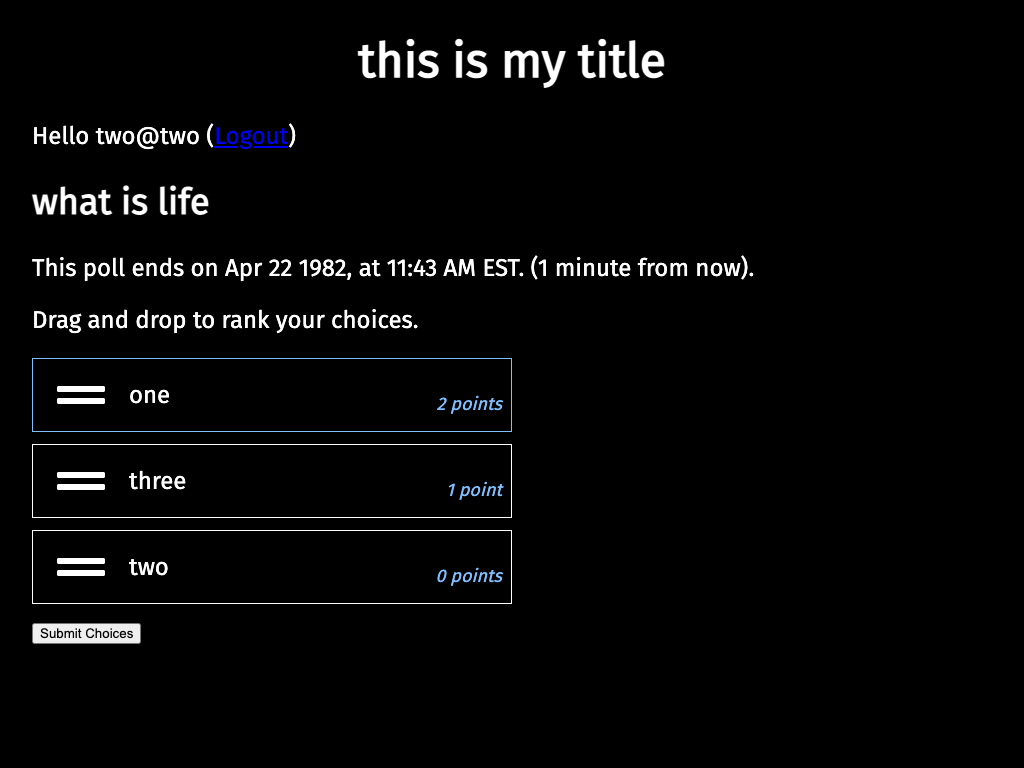 this is my title
Hello two@two (Logout)
what is life
This poll ends on Apr 22 1982, at 11:43 AM EST. (1 minute from now).
Drag and drop to rank your choices.
one
2 points
three
1 point
two
0 points
Submit Choices